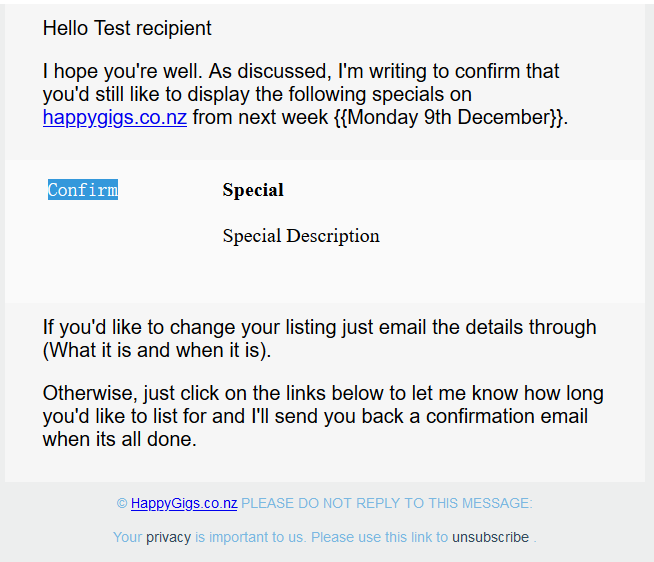 Hello Test recipient
I hope you're well. As discussed, I'm writing to confirm that
you'd still like to display the following specials on
happygigs.co.nz from next week {{Monday 9th December}}.
Confirm
Special
Special Description
If you'd like to change your listing just email the details through
(What it is and when it is).
Otherwise, just click on the links below to let me know how long
you'd like to list for and I'll send you back a confirmation email
when its all done.
© HappyGigs.co.nz PLEASE DO NOT REPLY TO THIS MESSAGE:
Your privacy is important to us. Please use this link to unsubscribe .